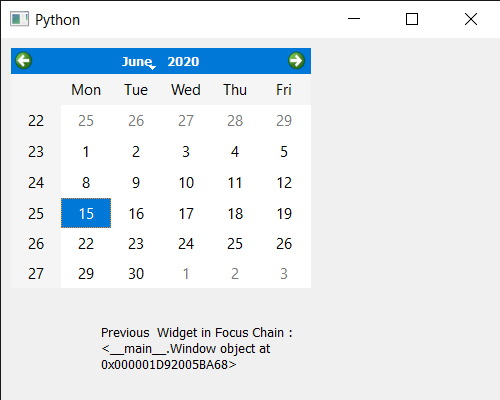 Python
June 2020
Mon Tue Wed Thu Fri
22 25 26 27 28 29
23 1 2 3 4 5
24 8 9 10 11 12
25 15 16 17 18 19
26 22 23 24 25 26
27 29 30 1 2 3
Previous Widget in Focus Chain :
<__main__.Window object at
0x000001D92005BA68>